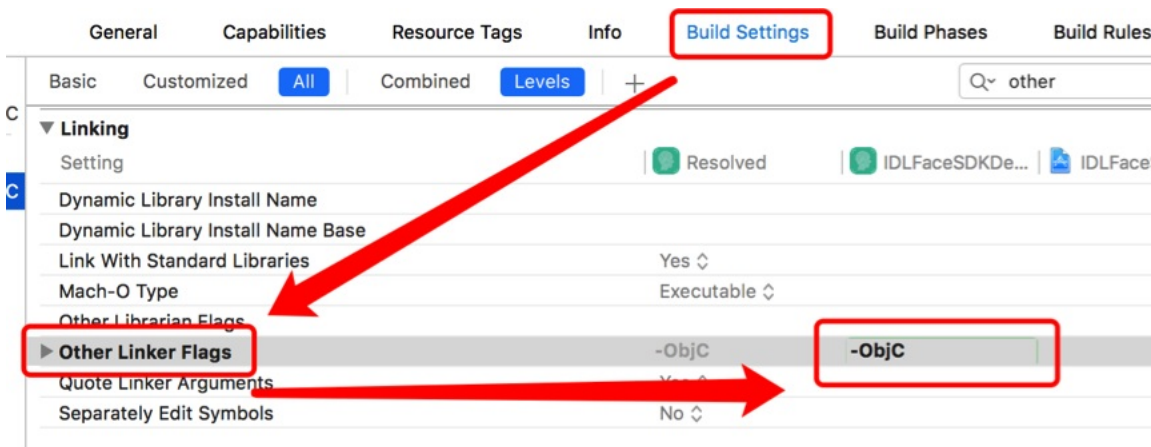 General Capabilities Resource Tags Info Build Settings Build Phases Build Rules
Basic Customized All Combined Levels + other
C
Linking
Setting Resolved IDLFaceSDKDe... IDLFace
C
Dynamic Library Install Name
Dynamic Library Install Name Base
Link With Standard Libraries Yes
Mach-O Type Executable
Other Librarian Flags
Other Linker Flags -ObjC -ObjC
Quote Linker Arguments Yes
Separately Edit Symbols No